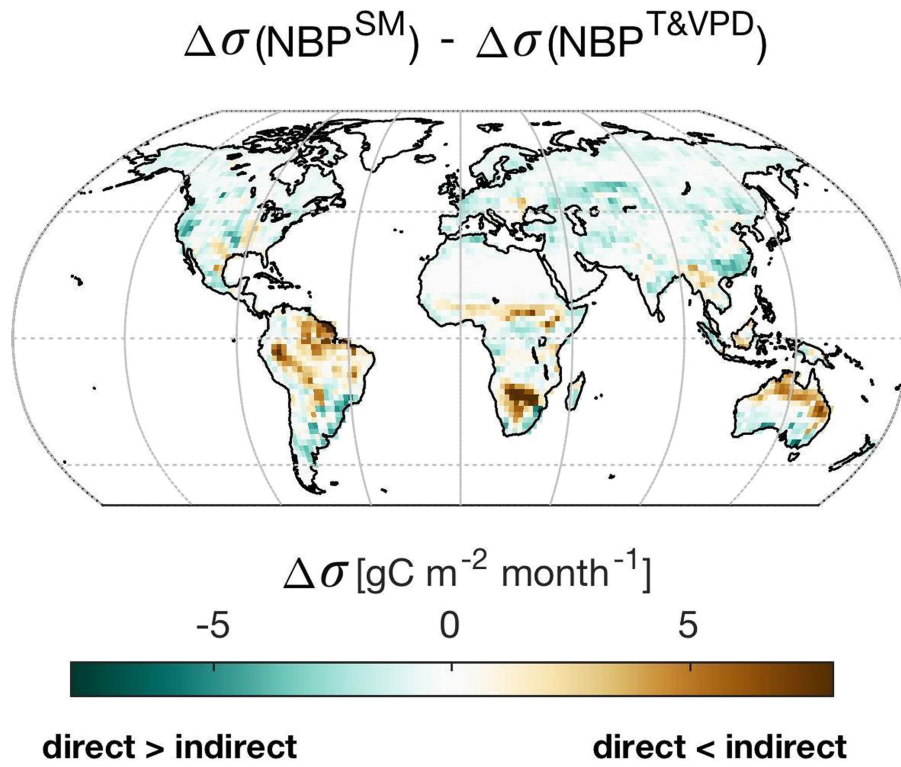 Δσ(NBP^SM) - Δσ(NBP^T&VPD)
Δσ [gC m^-2 month^-1]
-5 0 5
direct > indirect direct < indirect